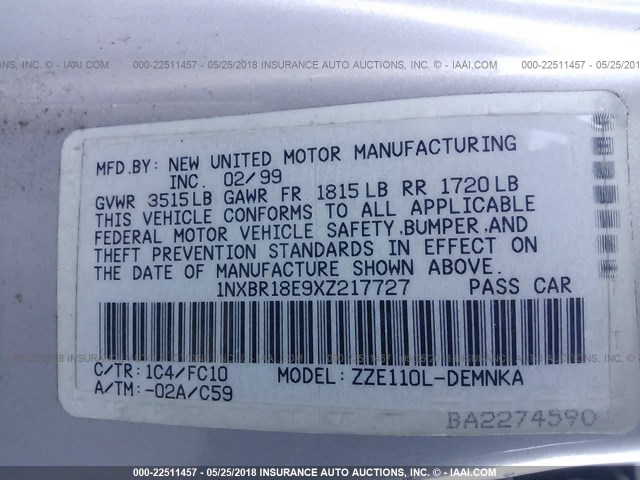 INSURANCE AUTO AUCTIONS, INC. - IAAI.COM 000-22511457 - 05/25/2018 INSURANCE AUTO AUCTIONS, INC. - IAAI.COM 000-22511457
MFD.BY: NEW UNITED MOTOR MANUFACTURING
INC. 02/99
GVWR 3515LB GAWR FR 1815LB RR 1720LB
THIS VEHICLE CONFORMS TO ALL APPLICABLE
FEDERAL MOTOR VEHICLE SAFETY,BUMPER,AND
THEFT PREVENTION STANDARDS IN EFFECT ON
THE DATE OF MANUFACTURE SHOWN ABOVE.
1NXBR18E9XZ217727 PASS CAR
C/TR: 1C4/FC10 MODEL: ZZE110L-DEMNKA
A/TM: -02A/C59
BA2274590
000-22511457 - 05/25/2018 INSURANCE AUTO AUCTIONS, INC. - IAAI.COM